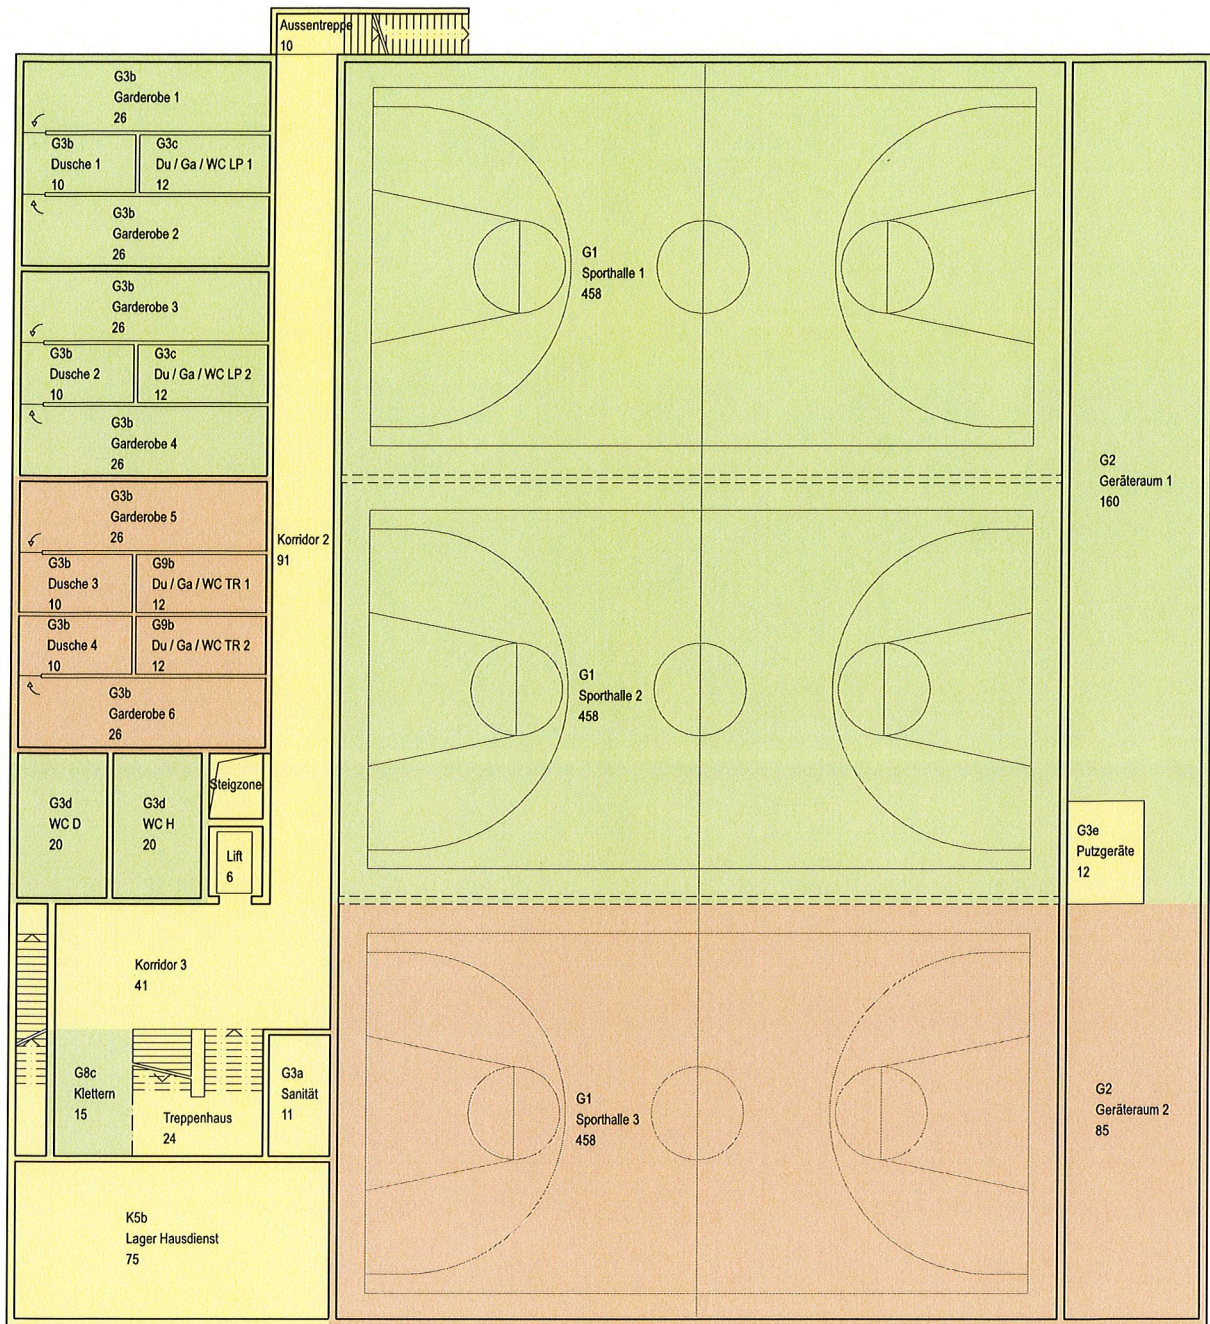 Aussentreppe
10
G3b
Garderobe 1
26
G3b
Dusche 1
10
G3c
Du / Ga / WC LP 1
12
G3b
Garderobe 2
26
G3b
Garderobe 3
26
G3b
Dusche 2
10
G3c
Du / Ga / WC LP 2
12
G3b
Garderobe 4
26
G3b
Garderobe 5
26
G3b
Dusche 3
10
G9b
Du / Ga / WC TR 1
12
G3b
Dusche 4
10
G9b
Du / Ga / WC TR 2
12
G3b
Garderobe 6
26
G3d
WC D
20
G3d
WC H
20
Steigzone
Lift
6
Korridor 2
91
Korridor 3
41
G8c
Klettern
15
Treppenhaus
24
G3a
Sanität
11
K5b
Lager Hausdienst
75
G1
Sporthalle 1
458
G1
Sporthalle 2
458
G1
Sporthalle 3
458
G2
Geräteraum 1
160
G3e
Putzgeräte
12
G2
Geräteraum 2
85